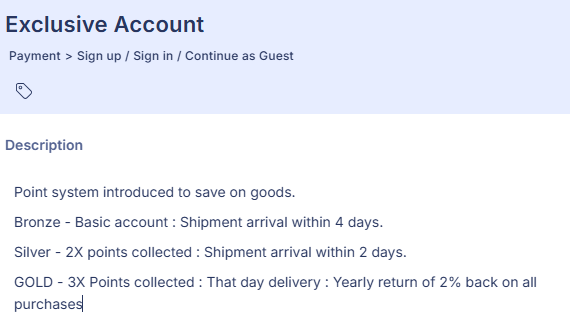 Exclusive Account
Payment > Sign up / Sign in / Continue as Guest
Description
Point system introduced to save on goods.
Bronze - Basic account : Shipment arrival within 4 days.
Silver - 2X points collected : Shipment arrival within 2 days.
GOLD - 3X Points collected : That day delivery : Yearly return of 2% back on all
purchases